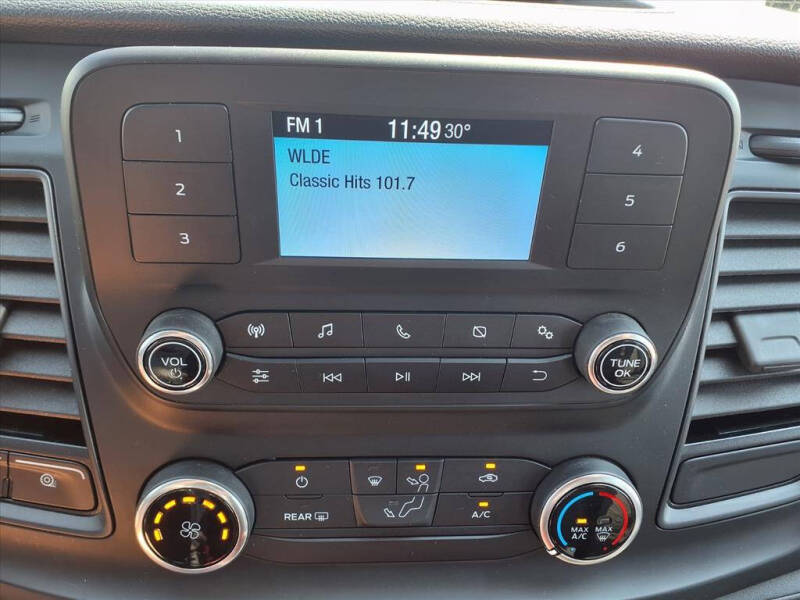 FM 1 11:49 30°
WLDE
Classic Hits 101.7
1
2
3
4
5
6
VOL
TUNE
OK
REAR
A/C
MAX
A/C
MAX